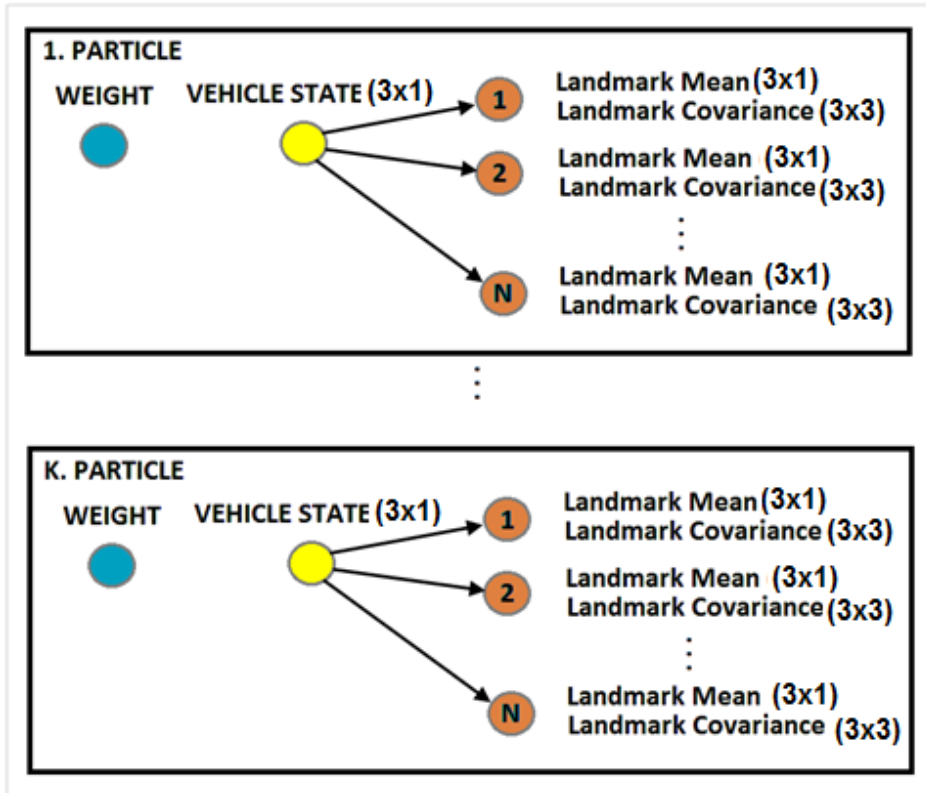 1. PARTICLE
WEIGHT VEHICLE STATE (3x1)
1 Landmark Mean (3x1)
Landmark Covariance (3x3)
2 Landmark Mean (3x1)
Landmark Covariance (3x3)
⋮
N Landmark Mean (3x1)
Landmark Covariance (3x3)
⋮
K. PARTICLE
WEIGHT VEHICLE STATE (3x1)
1 Landmark Mean (3x1)
Landmark Covariance (3x3)
2 Landmark Mean (3x1)
Landmark Covariance (3x3)
⋮
N Landmark Mean (3x1)
Landmark Covariance (3x3)